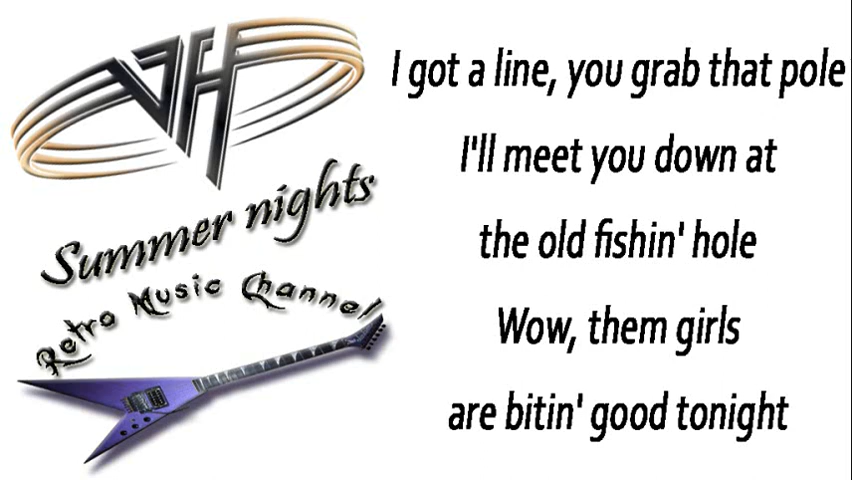 VH
Summer nights
Retro Music Channel
I got a line, you grab that pole
I'll meet you down at
the old fishin' hole
Wow, them girls
are bitin' good tonight